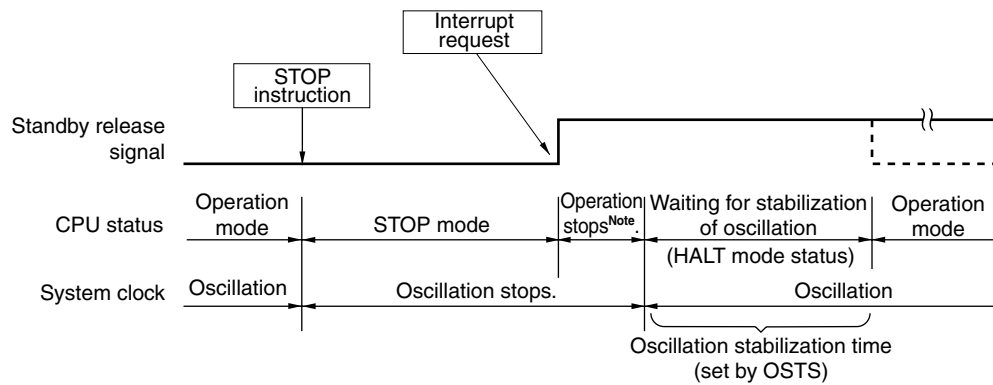 Interrupt
request
STOP
instruction
Standby release
signal
CPU status
Operation
mode
STOP mode
Operation
stopsNote.
Waiting for stabilization
of oscillation
(HALT mode status)
Operation
mode
System clock
Oscillation
Oscillation stops.
Oscillation
Oscillation stabilization time
(set by OSTS)